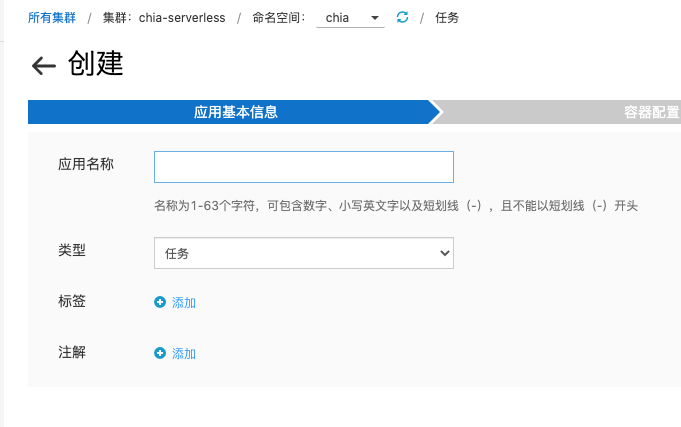 所有集群 / 集群：chia-serverless / 命名空间： chia / 任务
创建
应用基本信息 容器配置
应用名称
名称为1-63个字符，可包含数字、小写英文字以及短划线（-），且不能以短划线（-）开头
类型 任务
标签 添加
注解 添加